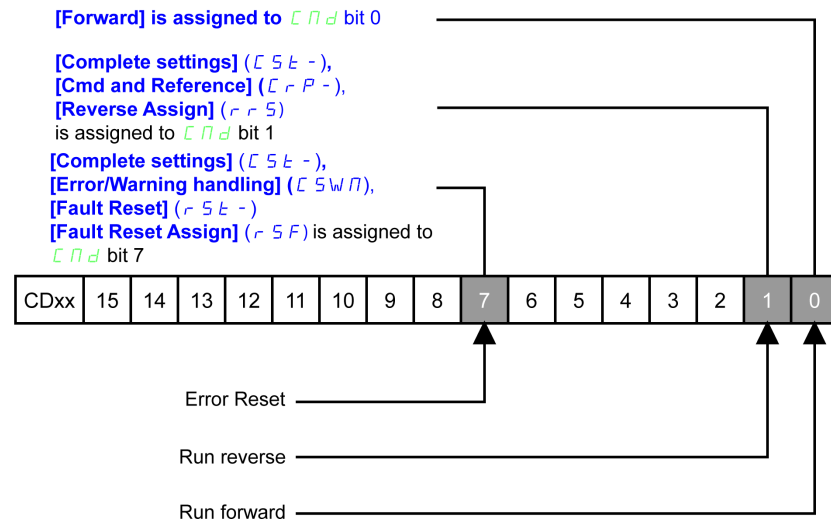 [Forward] is assigned to CMd bit 0
[Complete settings] (CSt-),
[Cmd and Reference] (CrP-),
[Reverse Assign] (rrS)
is assigned to CMd bit 1
[Complete settings] (CSt-),
[Error/Warning handling] (CSWM),
[Fault Reset] (rSt-)
[Fault Reset Assign] (rSF) is assigned to
CMd bit 7
CDxx 15 14 13 12 11 10 9 8 7 6 5 4 3 2 1 0
Error Reset
Run reverse
Run forward